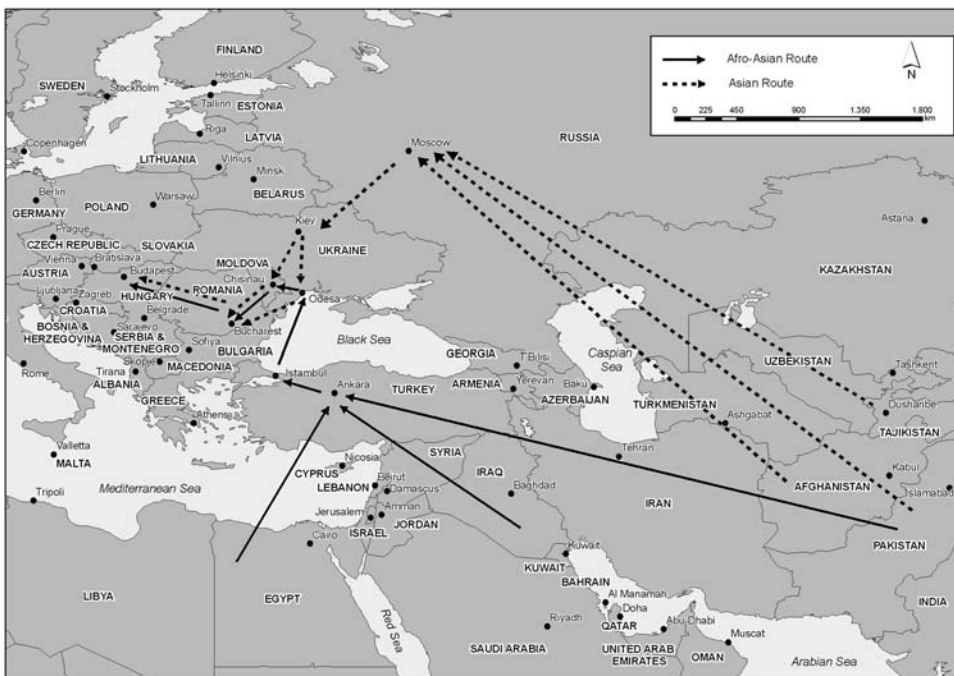 FINLAND
Helsinki
SWEDEN
Stockholm
Tallinn
ESTONIA
Riga
LATVIA
Copenhagen
LITHUANIA
Vilnius
Minsk
BELARUS
Moscow
RUSSIA
Afro-Asian Route
Asian Route
N
0 225 450 900 1.350 1.800
km
Berlin
GERMANY
POLAND
Warsaw
Prague
CZECH REPUBLIC
SLOVAKIA
Kiev
UKRAINE
Astana
KAZAKHSTAN
Vienna
Bratislava
AUSTRIA
Budapest
MOLDOVA
Chisinau
ROMANIA
Odesa
Ljubljana
Zagreb
HUNGARY
CROATIA
Belgrade
BOSNIA &
HERZEGOVINA
Sarajevo
SERBIA &
MONTENEGRO
Bucharest
Sofiya
BULGARIA
Skopje
MACEDONIA
Rome
Tirana
ALBANIA
GREECE
Athens
Istambul
Ankara
TURKEY
Black Sea
GEORGIA
T'Bilisi
ARMENIA
Yerevan
Baku
AZERBAIJAN
Caspian
Sea
UZBEKISTAN
Tashkent
TURKMENISTAN
Ashgabat
Dushanbe
TAJIKISTAN
Valletta
MALTA
Tripoli
Mediterranean Sea
Nicosia
CYPRUS
LEBANON
Beirut
Damascus
SYRIA
IRAQ
Baghdad
Tehran
IRAN
Kabul
AFGHANISTAN
Islamabad
PAKISTAN
Jerusalem
Amman
JORDAN
ISRAEL
Cairo
LIBYA
EGYPT
Red Sea
Kuwait
KUWAIT
BAHRAIN
Al Manamah
Doha
QATAR
Abu Dhabi
Riyadh
SAUDI ARABIA
UNITED ARAB
EMIRATES
Muscat
OMAN
INDIA
Arabian Sea